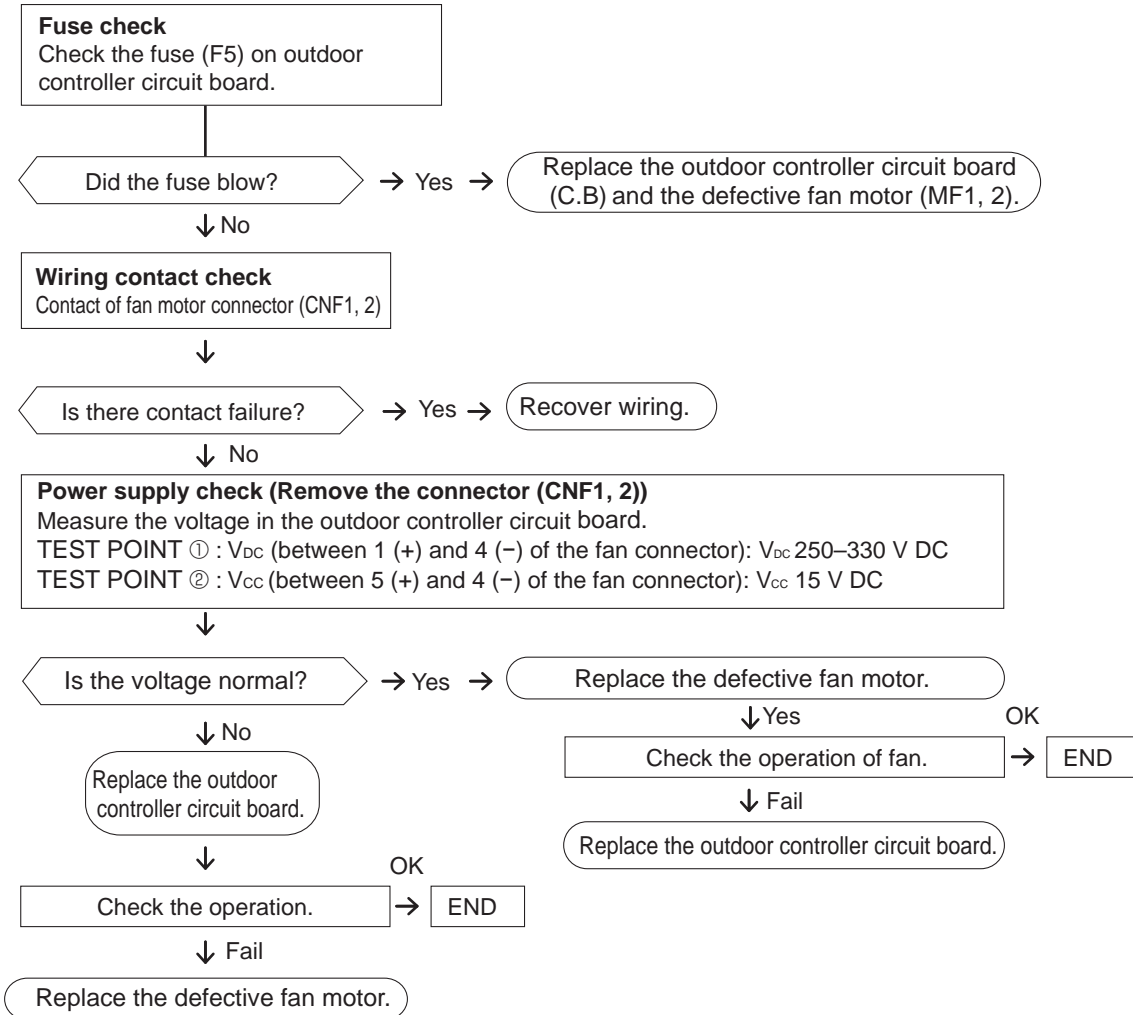 Fuse check
Check the fuse (F5) on outdoor
controller circuit board.
Did the fuse blow?
Yes
Replace the outdoor controller circuit board
(C.B) and the defective fan motor (MF1, 2).
No
Wiring contact check
Contact of fan motor connector (CNF1, 2)
Is there contact failure?
Yes
Recover wiring.
No
Power supply check (Remove the connector (CNF1, 2))
Measure the voltage in the outdoor controller circuit board.
TEST POINT ① : VDC (between 1 (+) and 4 (−) of the fan connector): VDC 250–330 V DC
TEST POINT ② : VCC (between 5 (+) and 4 (−) of the fan connector): VCC 15 V DC
Is the voltage normal?
Yes
Replace the defective fan motor.
No
Yes
OK
Check the operation of fan.
END
Fail
Replace the outdoor controller circuit board.
Replace the outdoor
controller circuit board.
OK
Check the operation.
END
Fail
Replace the defective fan motor.